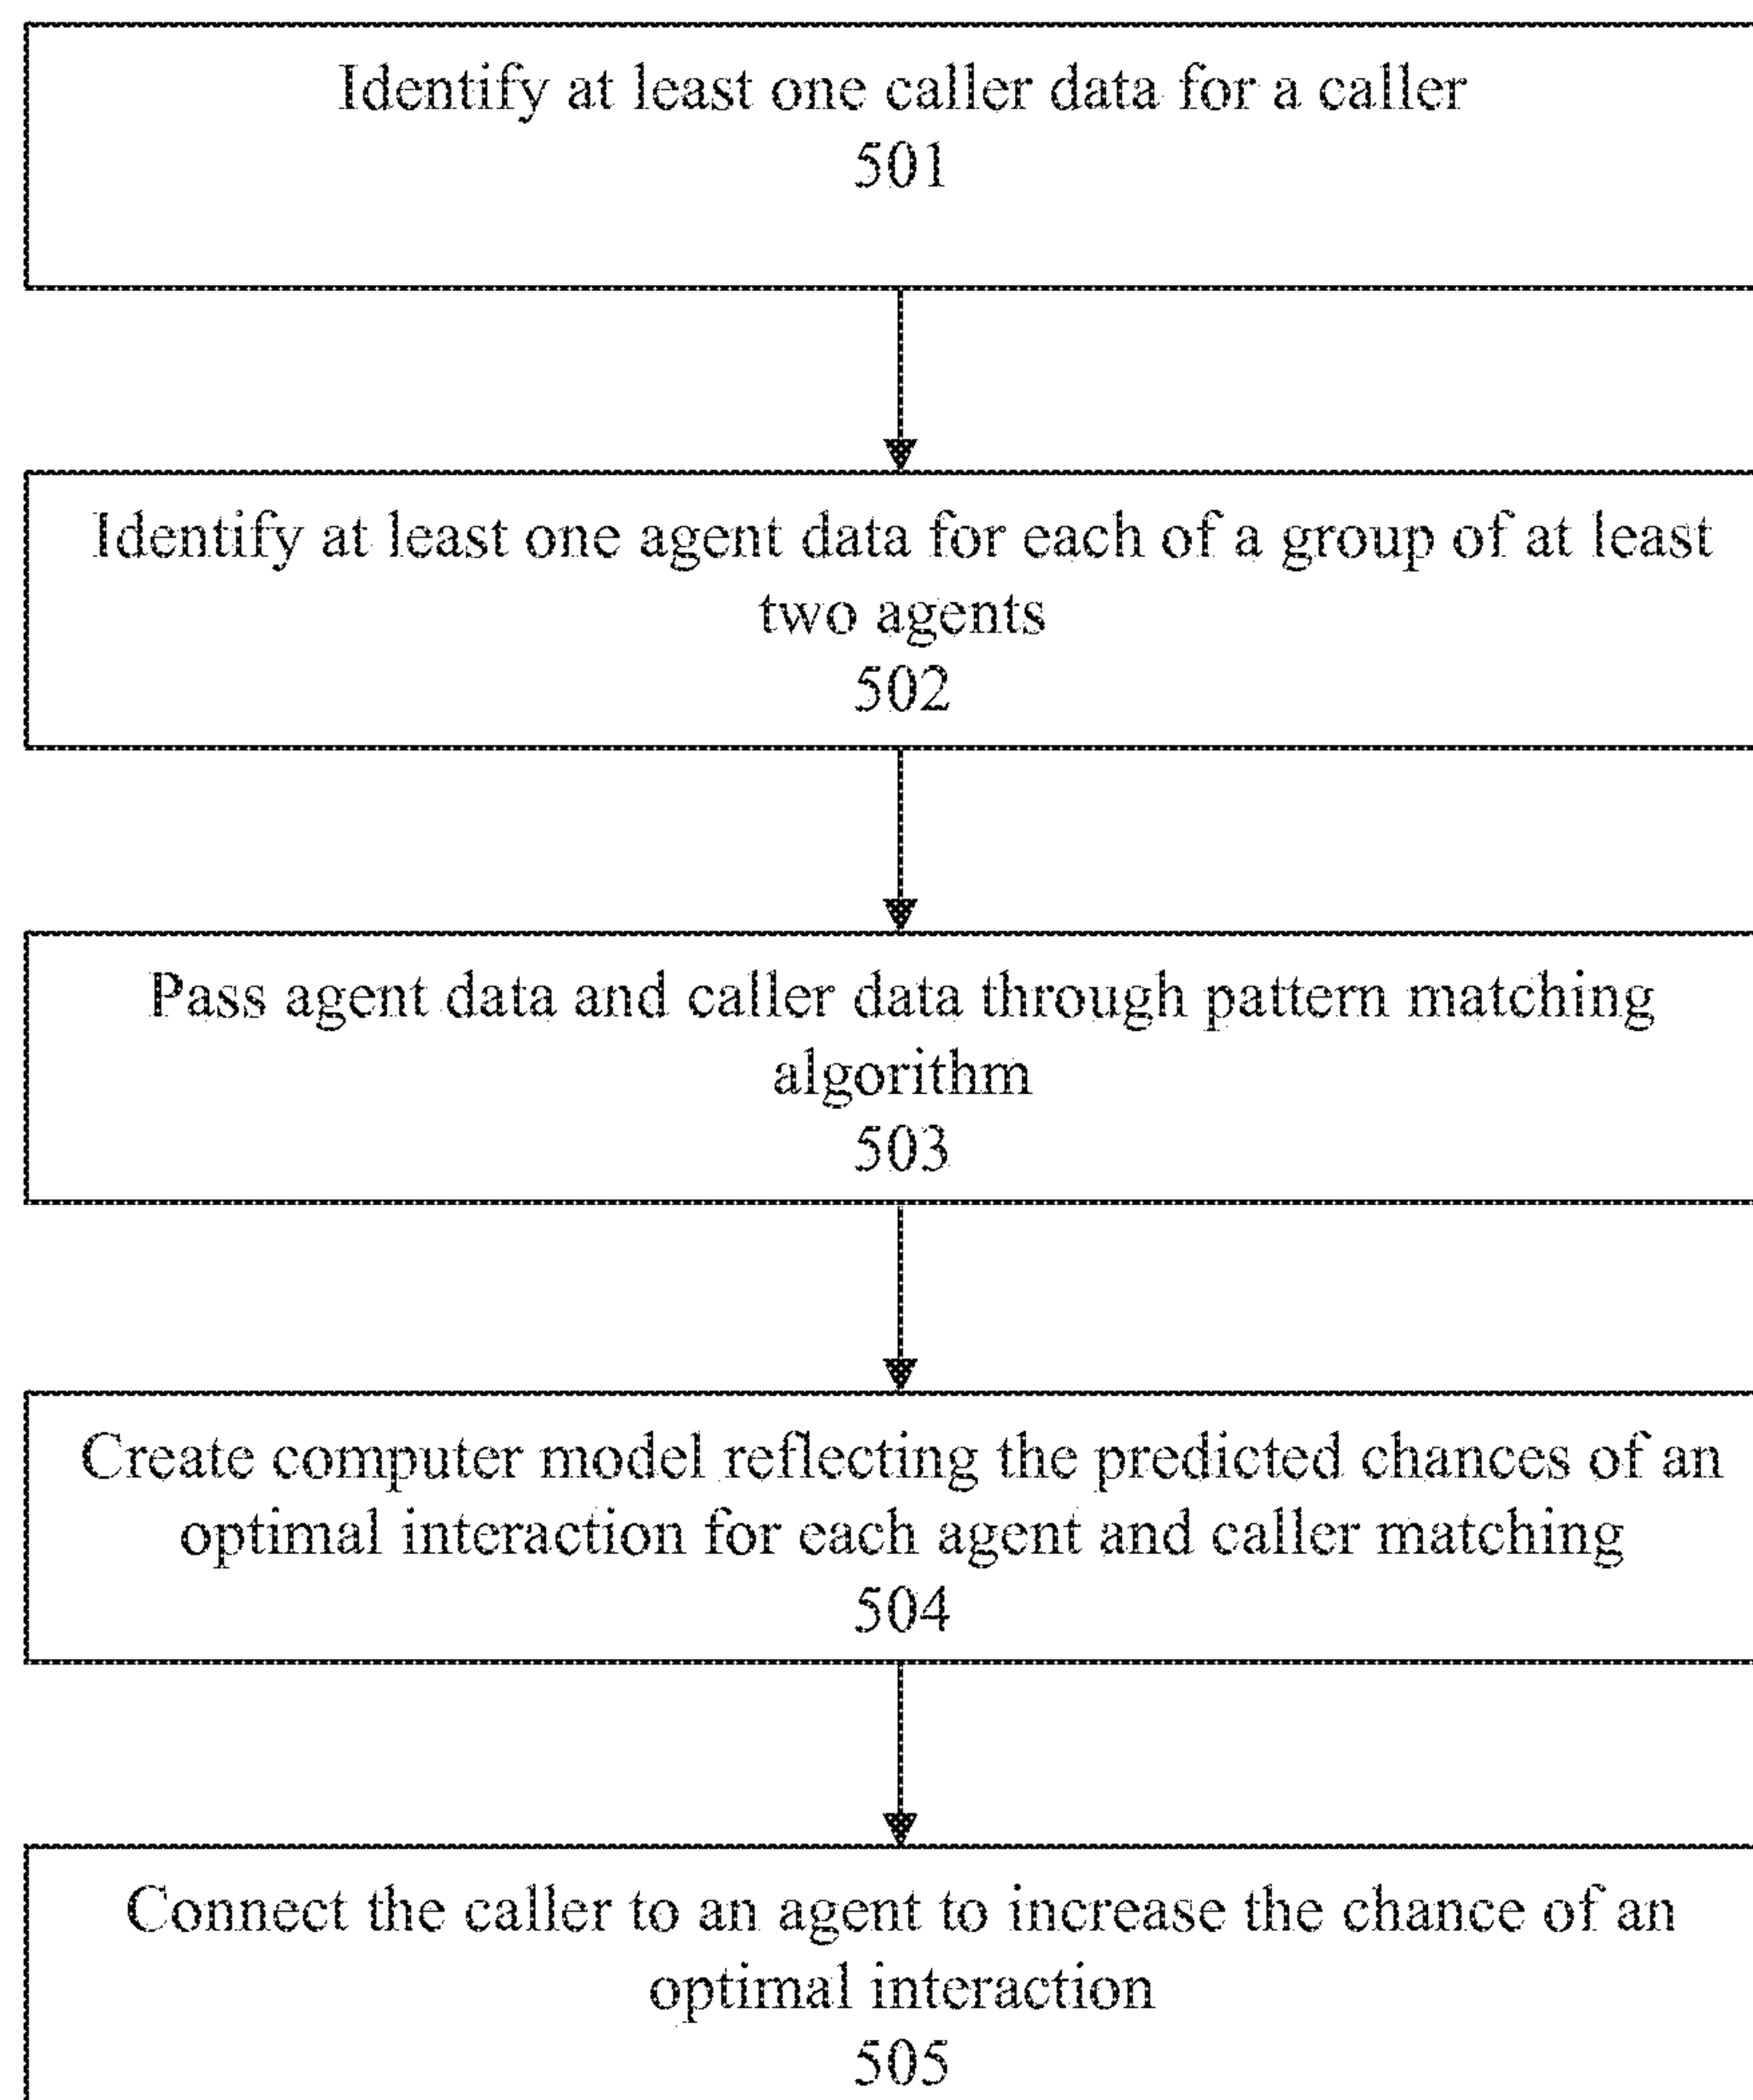 Identify at least one caller data for a caller
501
Identify at least one agent data for each of a group of at least
two agents
502
Pass agent data and caller data through pattern matching
algorithm
503
Create computer model reflecting the predicted chances of an
optimal interaction for each agent and caller matching
504
Connect the caller to an agent to increase the chance of an
optimal interaction
505